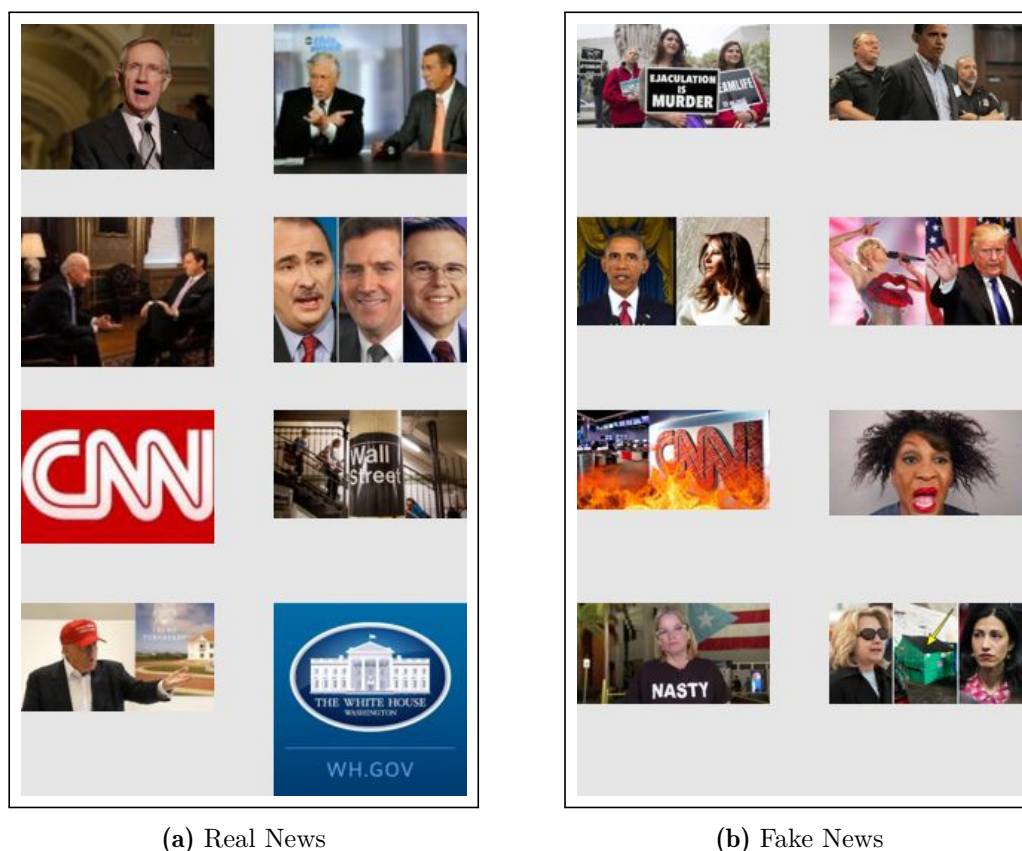 CNN
Wall
Street
THE WHITE HOUSE
WASHINGTON
WH.GOV
(a) Real News
EJACULATION
IS
MURDER
CNN
NASTY
(b) Fake News